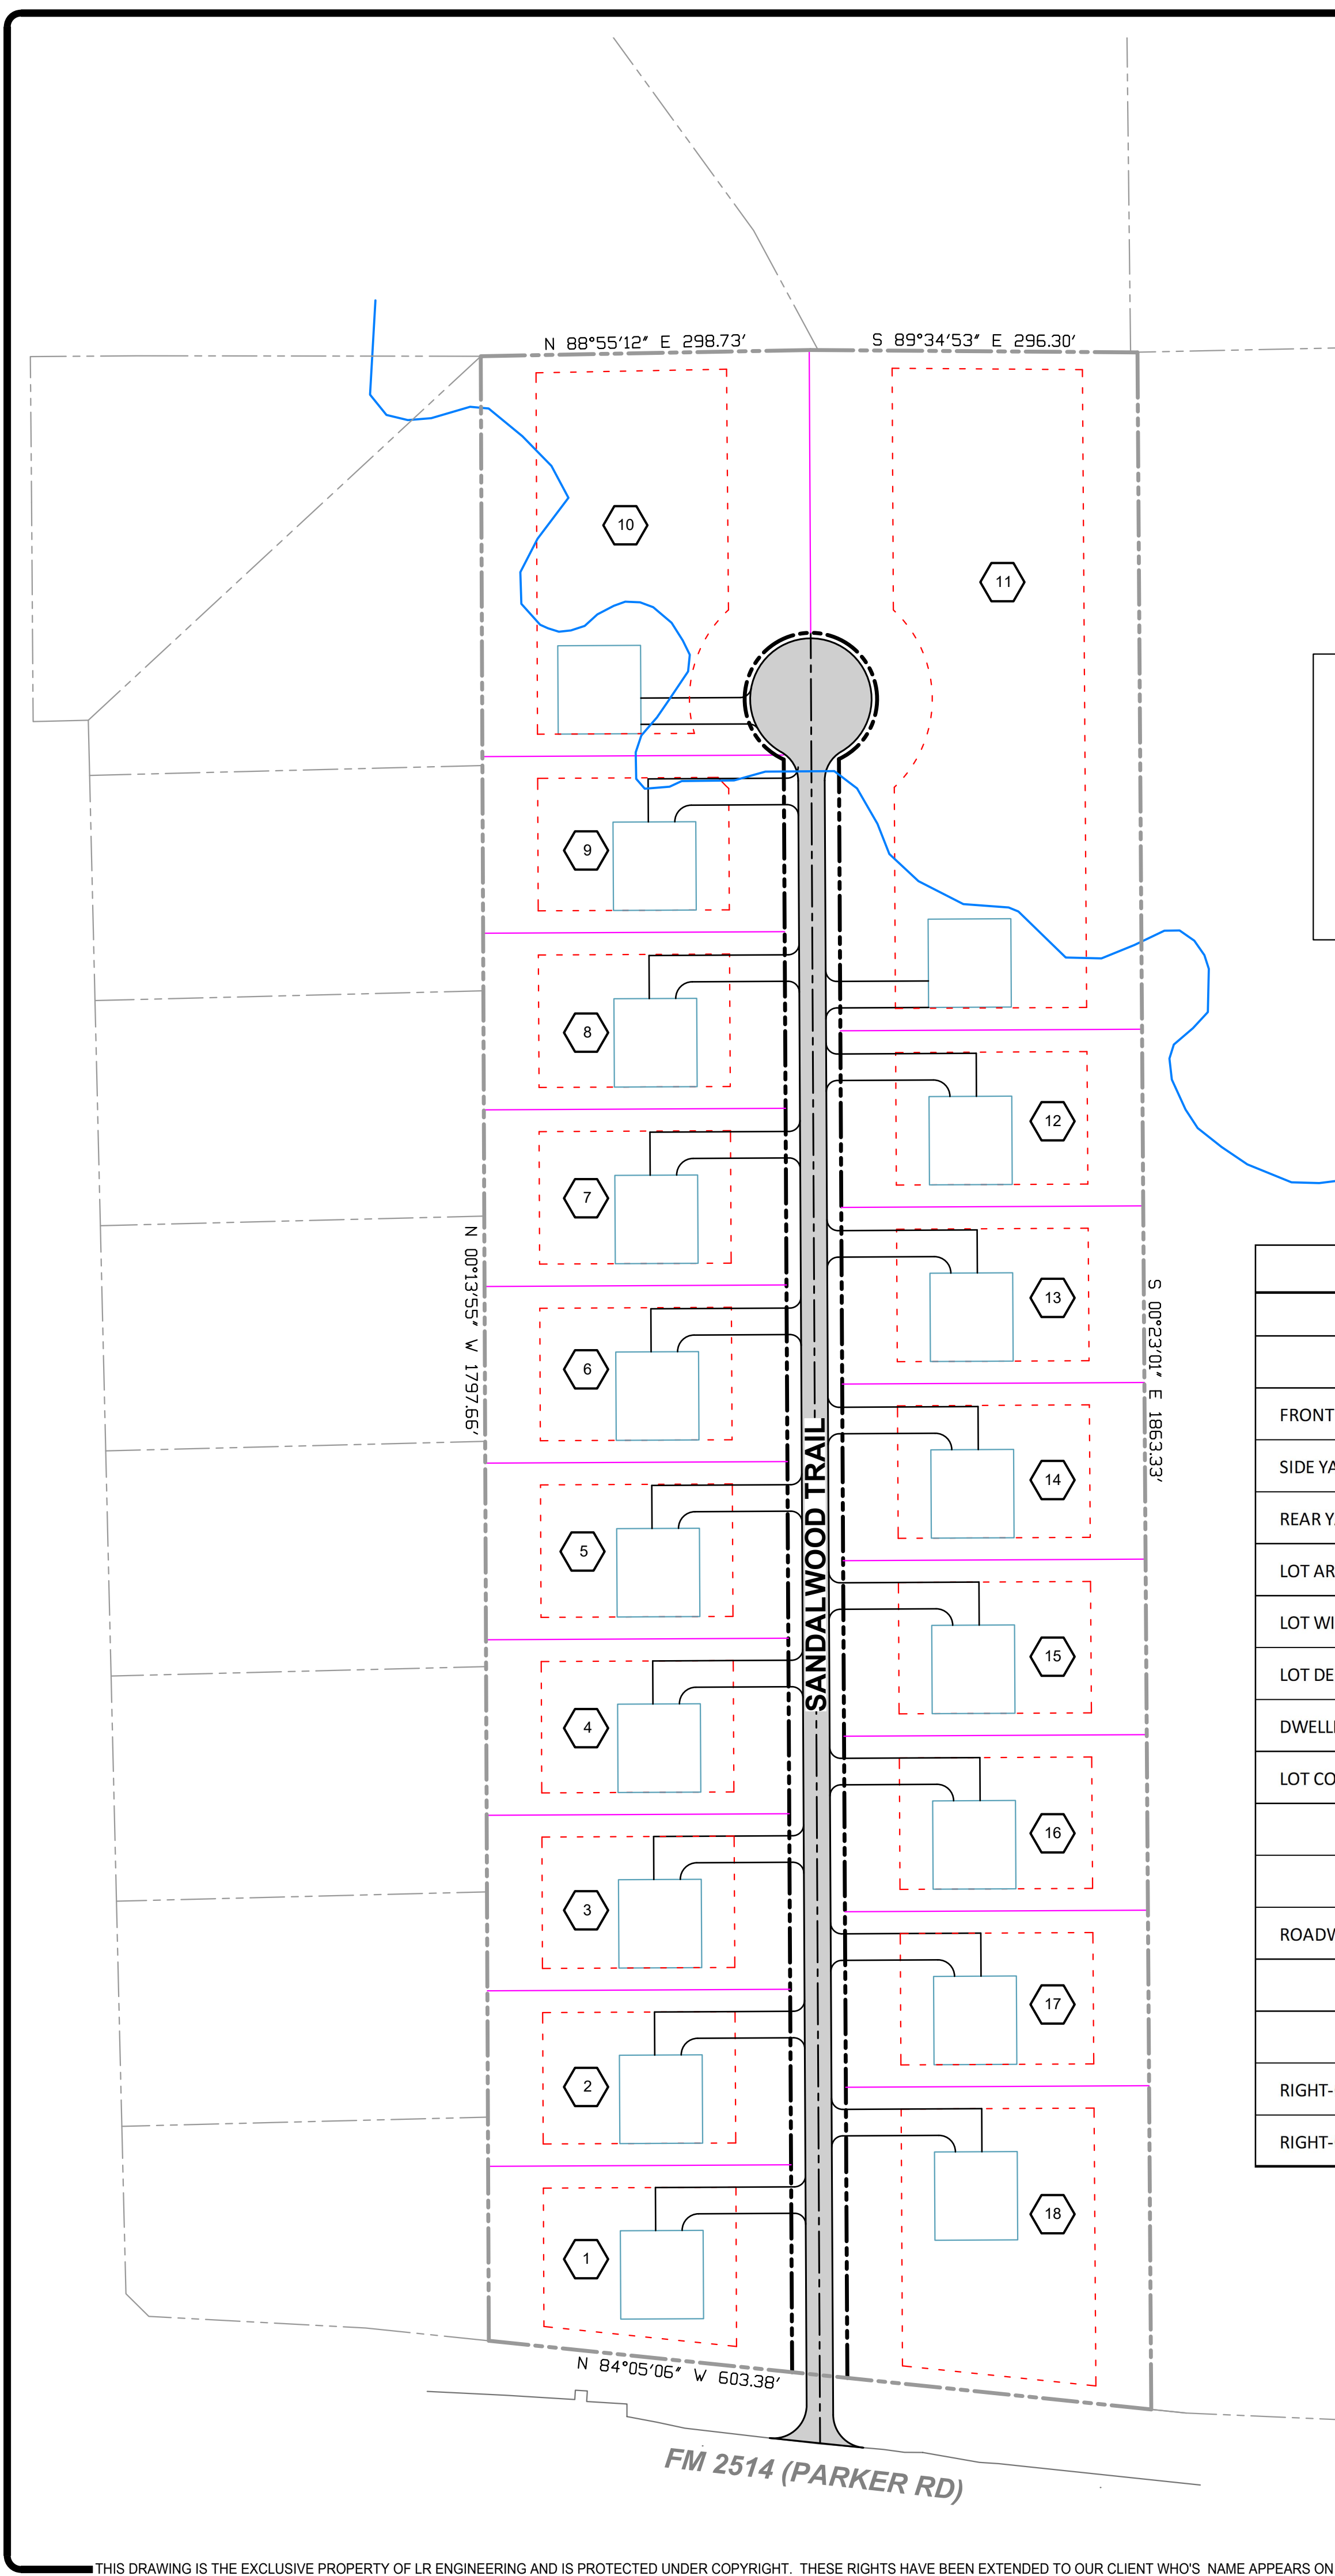 N 88°55'12" E 298.73'
S 89°34'53" E 296.30'
10
11
9
8
12
7
N 00°13'55" W 1797.66'
S 00°23'01" E 1863.33'
13
6
FRONT
SIDE YA
14
REAR Y
5
SANDALWOOD TRAIL
LOT AR
LOT WI
15
LOT DE
4
DWELL
LOT CO
16
3
ROADW
17
2
RIGHT-
RIGHT-
18
1
N 84°05'06" W 603.38'
FM 2514 (PARKER RD)
THIS DRAWING IS THE EXCLUSIVE PROPERTY OF LR ENGINEERING AND IS PROTECTED UNDER COPYRIGHT. THESE RIGHTS HAVE BEEN EXTENDED TO OUR CLIENT WHO'S NAME APPEARS ON